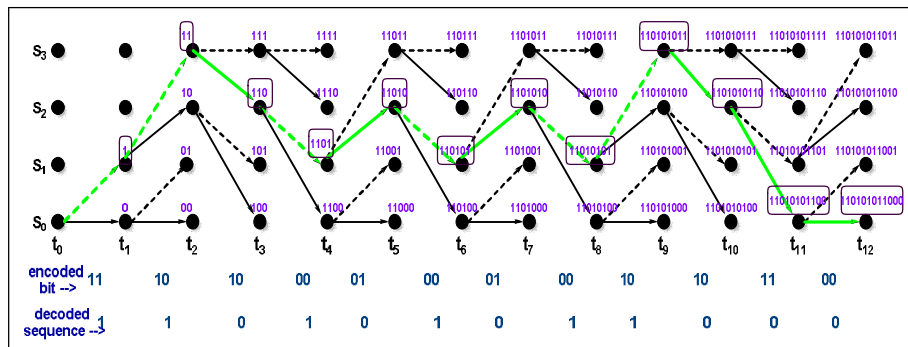 11 111 1111 11011 110111 1101011 11010111 110101011 1101010111 11010101111 110101011011
S3
10 110 1110 11010 110110 1101010 11010110 110101010 1101010110 11010101110 110101011010
S2
1 01 101 1101 11001 110101 1101001 11010101 110101001 1101010101 11010101101 110101011001
S1
0 00 100 1100 11000 110100 1101000 11010100 110101000 1101010100 11010101100 110101011000
S0
t0 t1 t2 t3 t4 t5 t6 t7 t8 t9 t10 t11 t12
encoded
bit --> 11 10 10 00 01 00 01 00 10 10 11 00
decoded
sequence--> 1 1 0 1 0 1 0 1 1 0 0 0